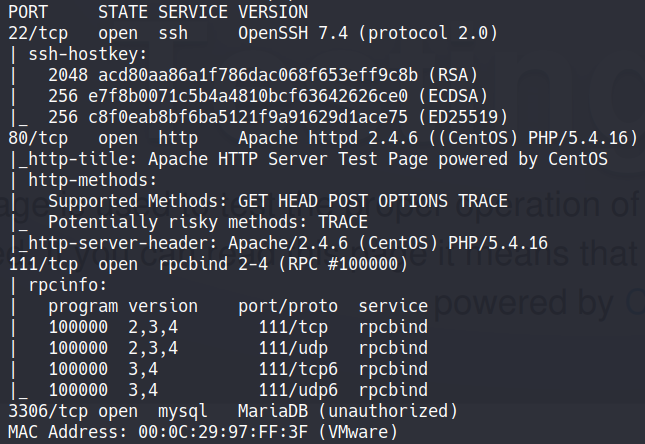 PORT STATE SERVICE VERSION
22/tcp open ssh OpenSSH 7.4 (protocol 2.0)
| ssh-hostkey:
| 2048 acd80aa86a1f786dac068f653eff9c8b (RSA)
| 256 e7f8b0071c5b4a4810bcf63642626ce0 (ECDSA)
|_ 256 c8f0eab8bf6ba5121f9a91629d1ace75 (ED25519)
80/tcp open http Apache httpd 2.4.6 ((CentOS) PHP/5.4.16)
|_http-title: Apache HTTP Server Test Page powered by CentOS
| http-methods:
| Supported Methods: GET HEAD POST OPTIONS TRACE
|_ Potentially risky methods: TRACE
|_http-server-header: Apache/2.4.6 (CentOS) PHP/5.4.16
111/tcp open rpcbind 2-4 (RPC #100000)
| rpcinfo:
| program version port/proto service
| 100000 2,3,4 111/tcp rpcbind
| 100000 2,3,4 111/udp rpcbind
| 100000 3,4 111/tcp6 rpcbind
|_ 100000 3,4 111/udp6 rpcbind
3306/tcp open mysql MariaDB (unauthorized)
MAC Address: 00:0C:29:97:FF:3F (VMware)